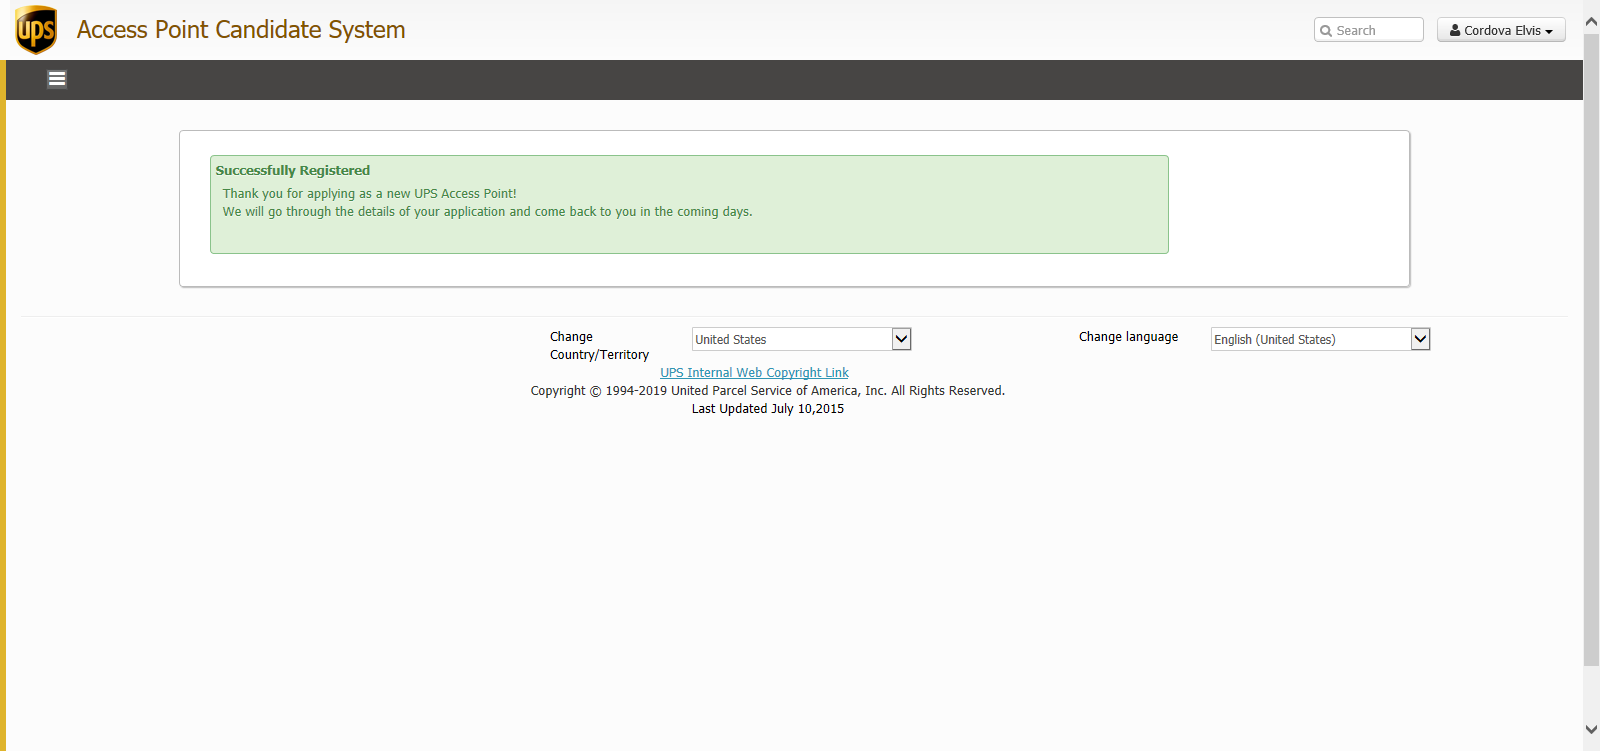 ups
Access Point Candidate System
Search
Cordova Elvis
Successfully Registered
Thank you for applying as a new UPS Access Point!
We will go through the details of your application and come back to you in the coming days.
Change
Country/Territory
United States
Change language
English (United States)
UPS Internal Web Copyright Link
Copyright © 1994-2019 United Parcel Service of America, Inc. All Rights Reserved.
Last Updated July 10,2015